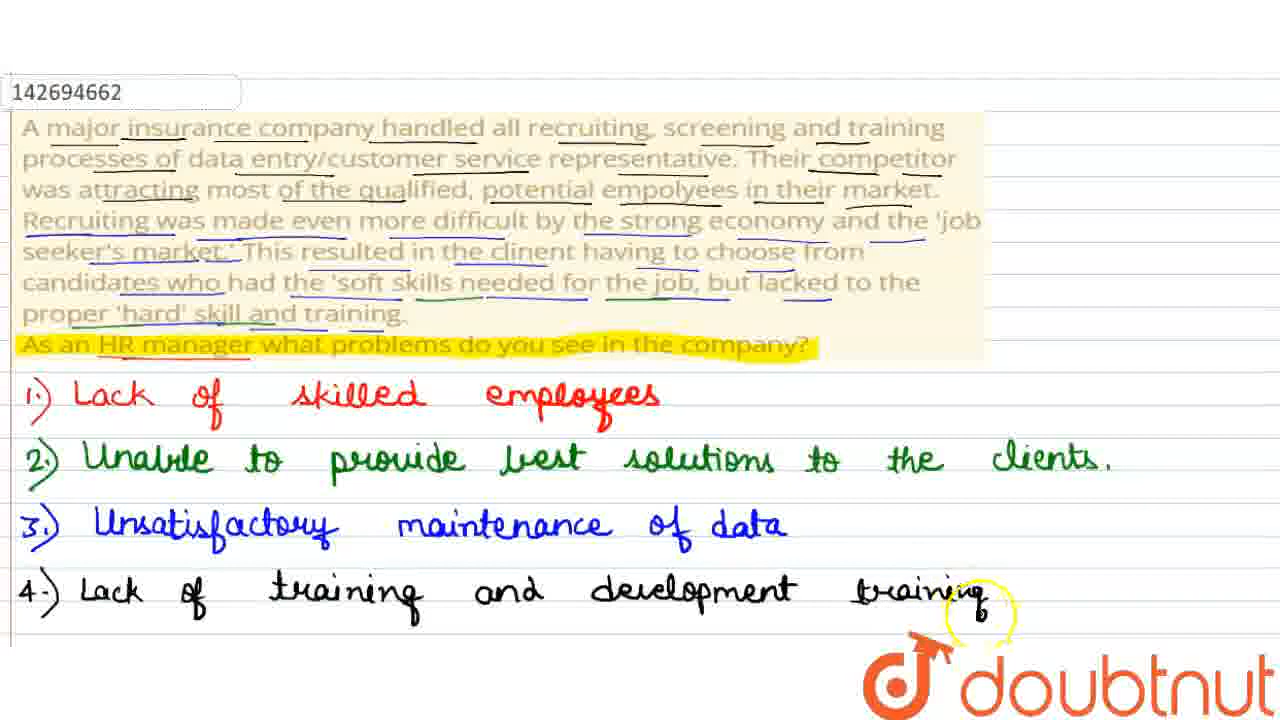 142694662
A major insurance company handled all recruiting, screening and training
processes of data entry/customer service representative. Their competitor
was attracting most of the qualified, potential empolyees in their market.
Recruiting was made even more difficult by the strong economy and the 'job
seeker's market.' This resulted in the clinent having to choose from
candidates who had the 'soft skills needed for the job, but lacked to the
proper 'hard' skill and training.
As an HR manager what problems do you see in the company?
1.) Lack of skilled employees
2.) Unable to provide best solutions to the clients.
3.) Unsatisfactory maintenance of data
4.) Lack of training and development training
doubtnut